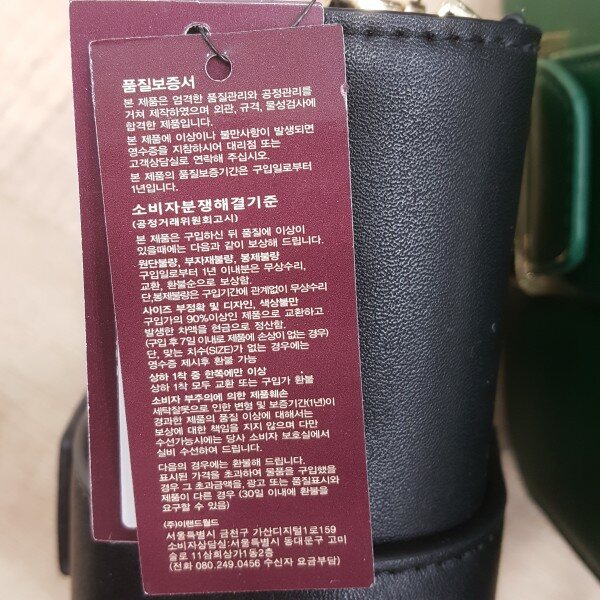 품질보증서
본 제품은 엄격한 품질관리와 공정관리를
거쳐 제작하였으며 외관, 규격, 물성검사에
합격한 제품입니다.
본 제품에 이상이나 불만사항이 발생되면
영수증을 지참하시어 대리점 또는
고객상담실로 연락해 주십시오.
본 제품의 품질보증기간은 구입일로부터
1년입니다.
소비자분쟁해결기준
(공정거래위원회고시)
본 제품은 구입하신 뒤 품질에 이상이
있을때에는 다음과 같이 보상해 드립니다.
원단불량, 부자재불량, 봉제불량
구입일로부터 1년 이내분은 무상수리,
교환, 환불순으로 보상함.
단,봉제불량은 구입기간에 관계없이 무상수리
사이즈 부정확 및 디자인, 색상불만
구입가의 90%이상인 제품으로 교환하고
발생한 차액을 현금으로 정산함.
(구입 후 7일 이내로 제품에 손상이 없는 경우)
단, 맞는 치수(SIZE)가 없는 경우에는
영수증 제시후 환불 가능
상하 1착 중 한쪽에만 이상
상하 1착 모두 교환 또는 구입가 환불
소비자 부주의에 의한 제품훼손
세탁잘못으로 인한 변형 및 보증기간(1년)이
경과한 제품의 품질 이상에 대해서는
보상에 대한 책임을 지지 않으며 다만
수선가능시에는 당사 소비자 보호실에서
실비 수선하여 드립니다.
다음의 경우에는 환불해 드립니다.
표시된 가격을 초과하여 물품을 구입했을
경우 그 초과금액을, 광고 또는 품질표시와
제품이 다른 경우 (30일 이내에 환불을
요구할 수 있음)
(주)이랜드월드
서울특별시 금천구 가산디지털1로159
소비자상담실:서울특별시 동대문구 고미
술로 11삼희상가1동2층
(전화 080.249.0456 수신자 요금부담)